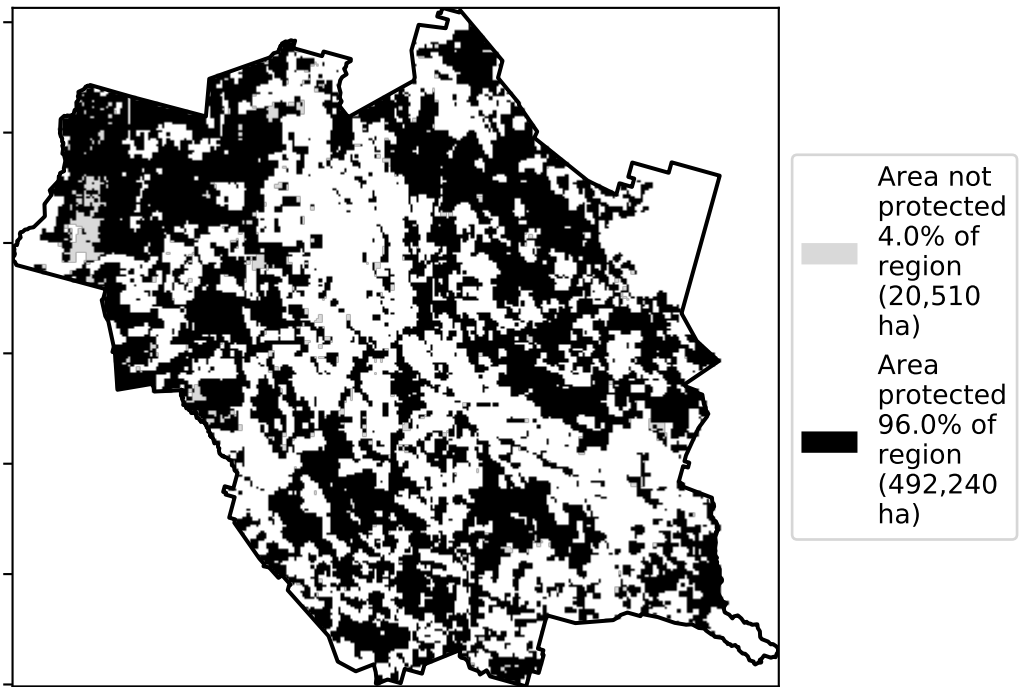 Area not
protected
4.0% of
region
(20,510
ha)
Area
protected
96.0% of
region
(492,240
ha)